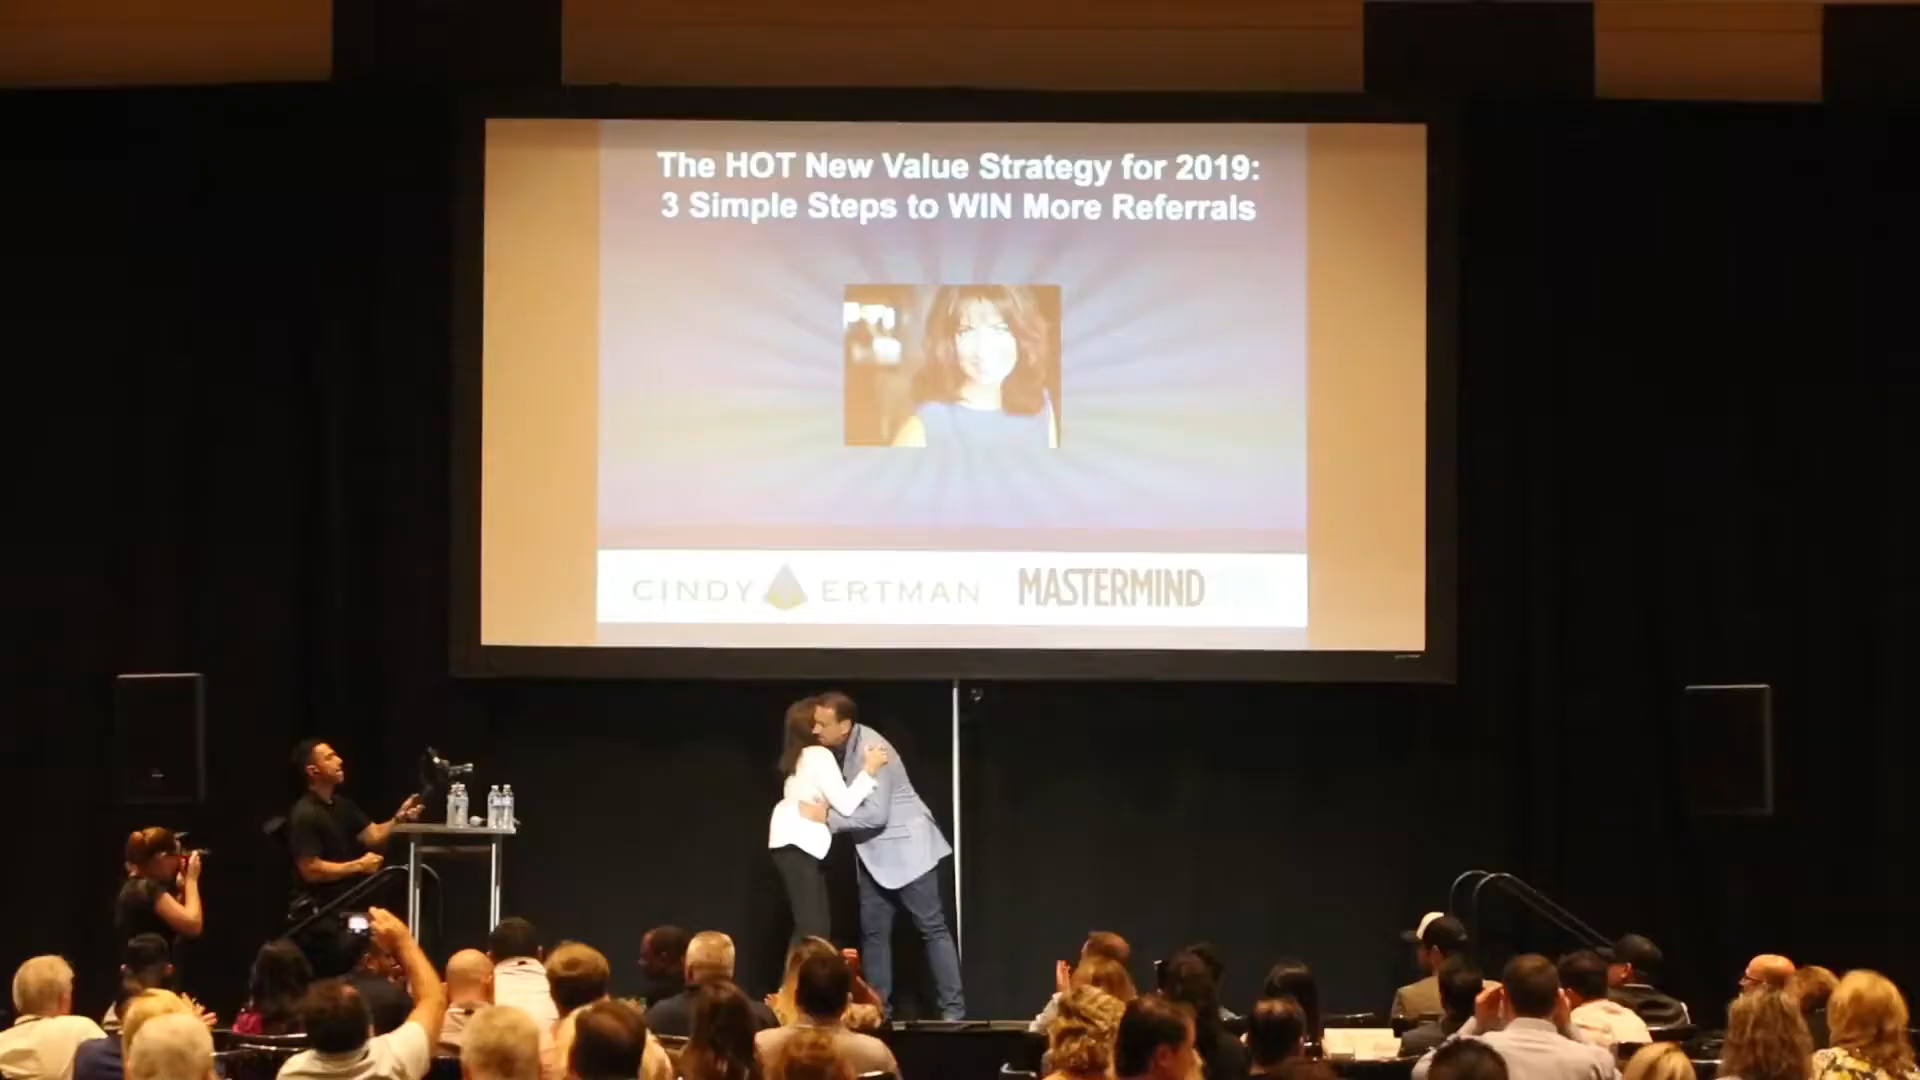 The HOT New Value Strategy for 2019:
3 Simple Steps to WIN More Referrals
CINDY ERTMAN MASTERMIND